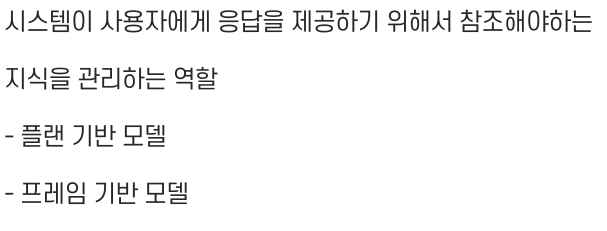 시스템이 사용자에게 응답을 제공하기 위해서 참조해야하는
지식을 관리하는 역할
- 플랜 기반 모델
- 프레임 기반 모델